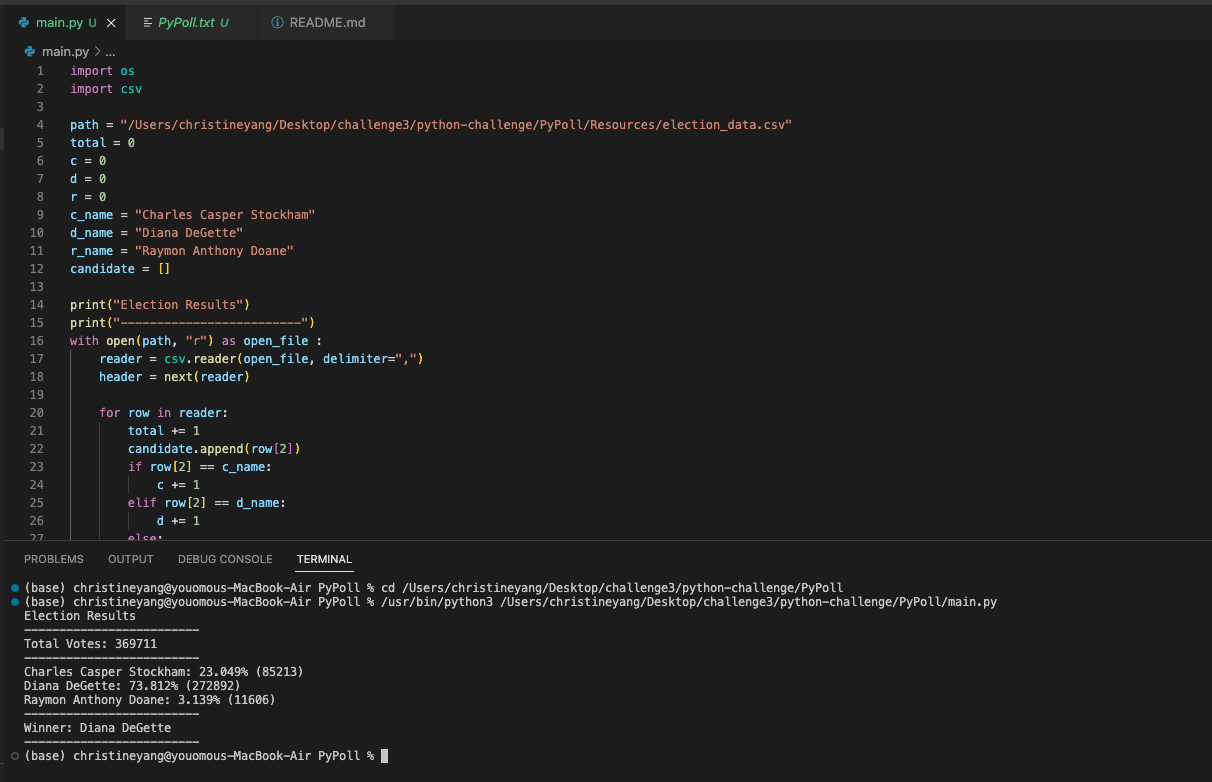 main.py U ×
PyPoll.txt U
README.md
main.py > ...
1 import os
2 import csv
3
4 path = "/Users/christineyang/Desktop/challenge3/python-challenge/PyPoll/Resources/election_data.csv"
5 total = 0
6 c = 0
7 d = 0
8 r = 0
9 c_name = "Charles Casper Stockham"
10 d_name = "Diana DeGette"
11 r_name = "Raymon Anthony Doane"
12 candidate = []
13
14 print("Election Results")
15 print("-------------------------")
16 with open(path, "r") as open_file :
17 reader = csv.reader(open_file, delimiter=",")
18 header = next(reader)
19
20 for row in reader:
21 total += 1
22 candidate.append(row[2])
23 if row[2] == c_name:
24 c += 1
25 elif row[2] == d_name:
26 d += 1
27 else:
PROBLEMS OUTPUT DEBUG CONSOLE TERMINAL
(base) christineyang@youomous-MacBook-Air PyPoll % cd /Users/christineyang/Desktop/challenge3/python-challenge/PyPoll
(base) christineyang@youomous-MacBook-Air PyPoll % /usr/bin/python3 /Users/christineyang/Desktop/challenge3/python-challenge/PyPoll/main.py
Election Results
-------------------------
Total Votes: 369711
-------------------------
Charles Casper Stockham: 23.049% (85213)
Diana DeGette: 73.812% (272892)
Raymon Anthony Doane: 3.139% (11606)
-------------------------
Winner: Diana DeGette
-------------------------
(base) christineyang@youomous-MacBook-Air PyPoll %